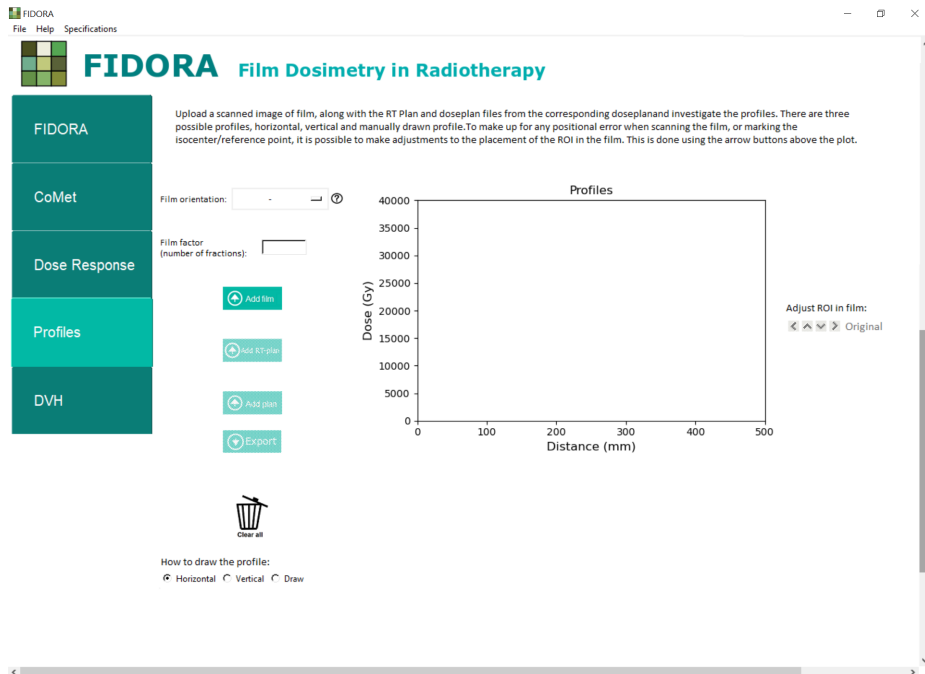 FIDORA
File Help Specifications
FIDORA Film Dosimetry in Radiotherapy
FIDORA
CoMet
Dose Response
Profiles
DVH
Upload a scanned image of film, along with the RT Plan and doseplan files from the corresponding doseplanand investigate the profiles. There are three
possible profiles, horizontal, vertical and manually drawn profile.To make up for any positional error when scanning the film, or marking the
isocenter/reference point, it is possible to make adjustments to the placement of the ROI in the film. This is done using the arrow buttons above the plot.
Film orientation: -
Film factor
(number of fractions):
Add film
Add RT-plan
Add plan
Export
Clear all
How to draw the profile:
Horizontal Vertical Draw
Profiles
40000
35000
30000
25000
20000
15000
10000
5000
0
Dose (Gy)
0 100 200 300 400 500
Distance (mm)
Adjust ROI in film:
Original